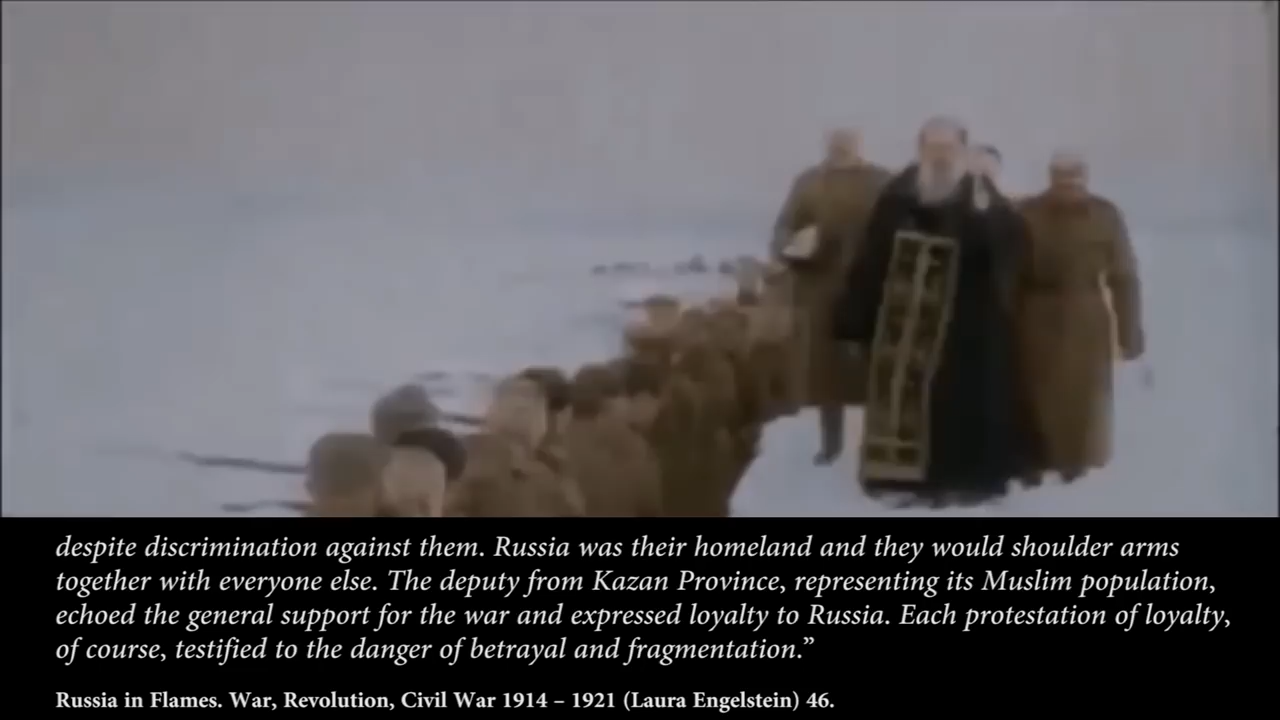 despite discrimination against them. Russia was their homeland and they would shoulder arms
together with everyone else. The deputy from Kazan Province, representing its Muslim population,
echoed the general support for the war and expressed loyalty to Russia. Each protestation of loyalty,
of course, testified to the danger of betrayal and fragmentation.”
Russia in Flames. War, Revolution, Civil War 1914 – 1921 (Laura Engelstein) 46.